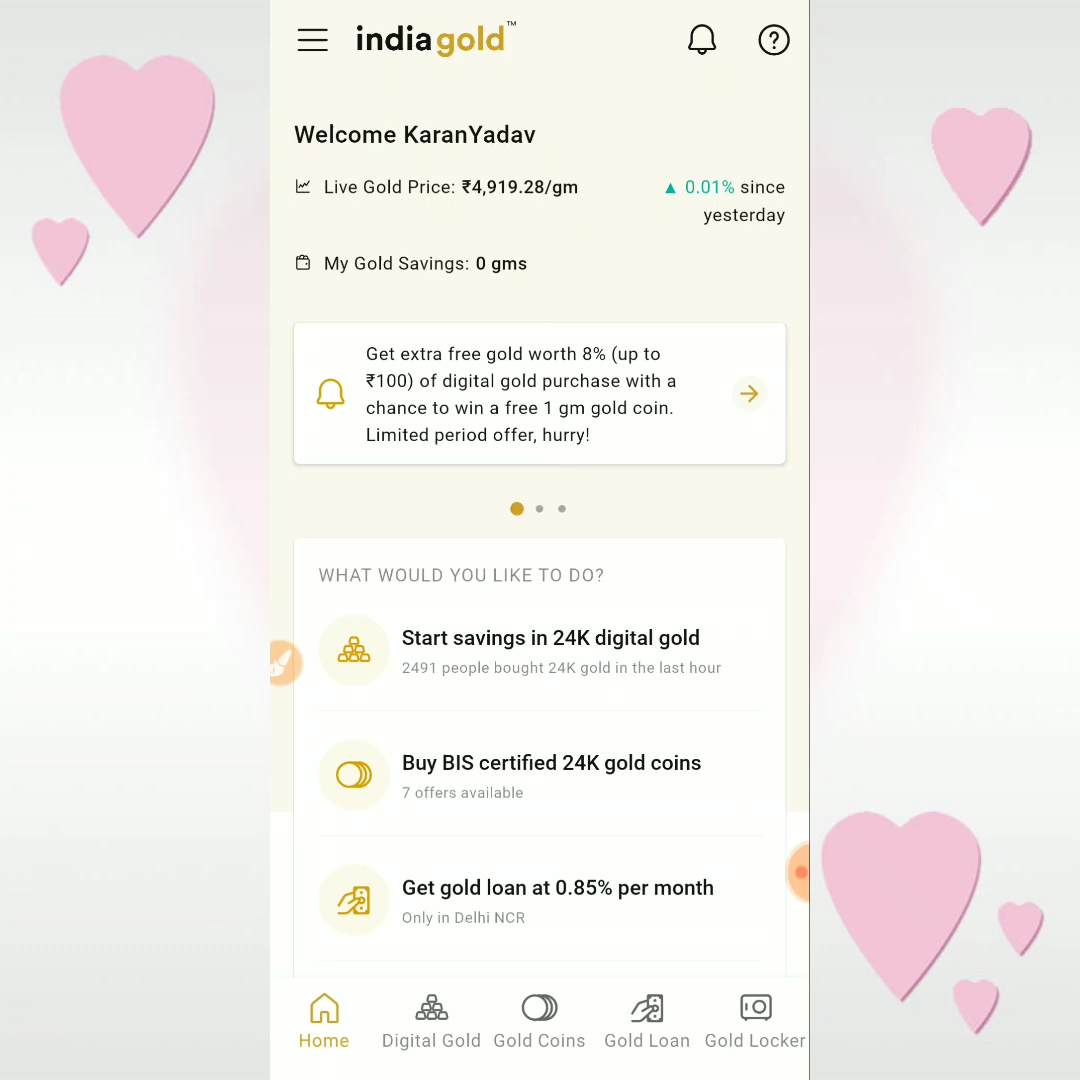 indiagold™
Welcome KaranYadav
Live Gold Price: ₹4,919.28/gm
▲ 0.01% since
yesterday
My Gold Savings: 0 gms
Get extra free gold worth 8% (up to
₹100) of digital gold purchase with a
chance to win a free 1 gm gold coin.
Limited period offer, hurry!
WHAT WOULD YOU LIKE TO DO?
Start savings in 24K digital gold
2491 people bought 24K gold in the last hour
Buy BIS certified 24K gold coins
7 offers available
Get gold loan at 0.85% per month
Only in Delhi NCR
Home
Digital Gold
Gold Coins
Gold Loan
Gold Locker